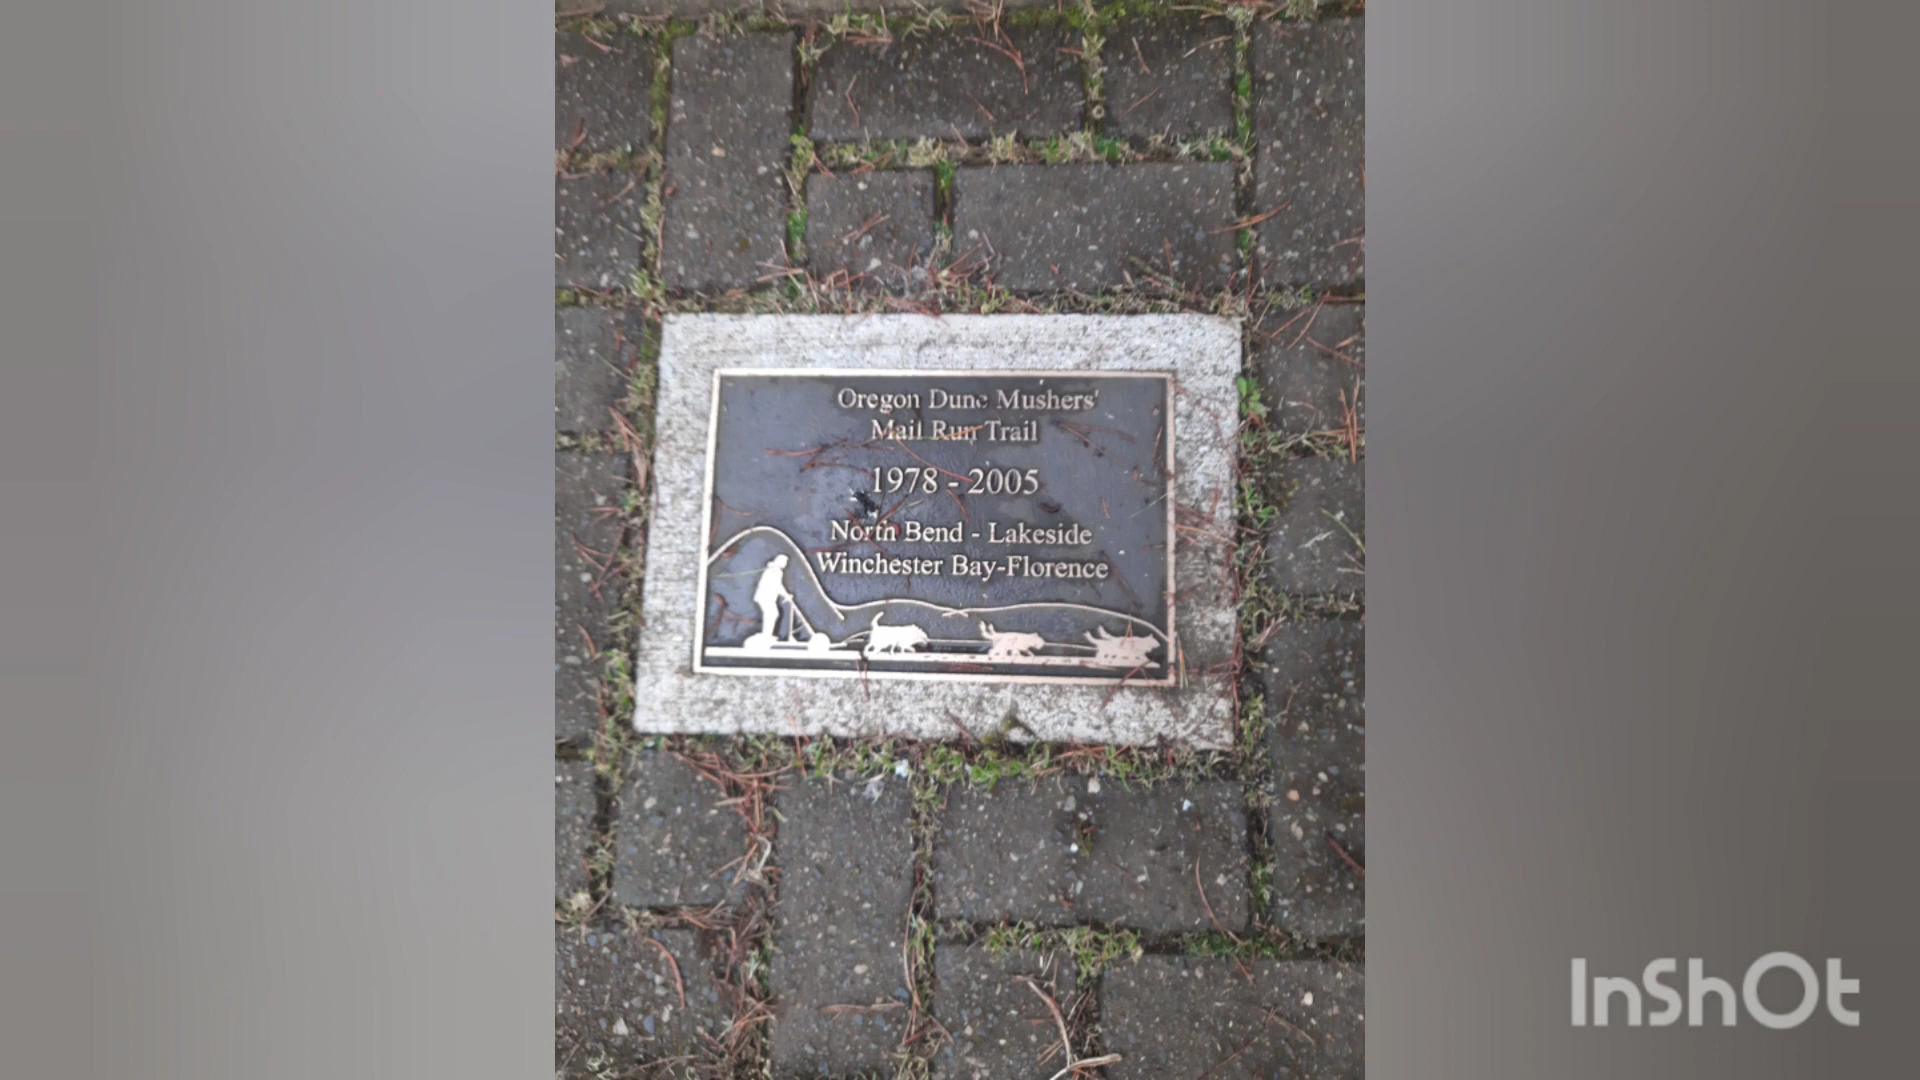 Oregon Dune Mushers'
Mail Run Trail
1978 - 2005
North Bend - Lakeside
Winchester Bay-Florence
InShOt